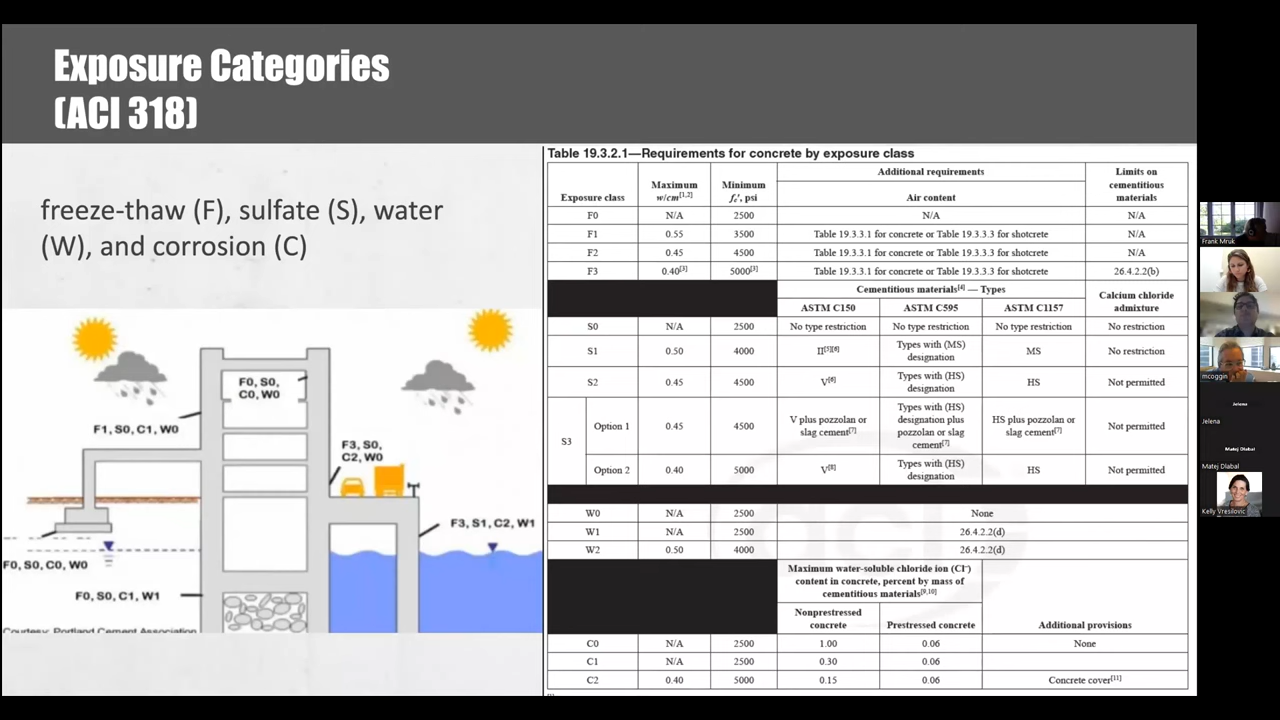 Exposure Categories
(ACI 318)
freeze-thaw (F), sulfate (S), water
(W), and corrosion (C)
F0, S0,
C0, W0
F1, S0, C1, W0
F3, S0,
C2, W0
F3, S1, C2, W1
F0, S0, C0, W0
F0, S0, C1, W1
Courtesy: Portland Cement Association
Table 19.3.2.1—Requirements for concrete by exposure class
Exposure class Maximum w/cm[1,2] Minimum fc′, psi Additional requirements Limits on cementitious materials
Air content
F0 N/A 2500 N/A N/A
F1 0.55 3500 Table 19.3.3.1 for concrete or Table 19.3.3.3 for shotcrete N/A
F2 0.45 4500 Table 19.3.3.1 for concrete or Table 19.3.3.3 for shotcrete N/A
F3 0.40[3] 5000[3] Table 19.3.3.1 for concrete or Table 19.3.3.3 for shotcrete 26.4.2.2(b)
Cementitious materials[4] — Types Calcium chloride admixture
ASTM C150 ASTM C595 ASTM C1157
S0 N/A 2500 No type restriction No type restriction No type restriction No restriction
S1 0.50 4000 II[5][6] Types with (MS) designation MS No restriction
S2 0.45 4500 V[6] Types with (HS) designation HS Not permitted
S3 Option 1 0.45 4500 V plus pozzolan or slag cement[7] Types with (HS) designation plus pozzolan or slag cement[7] HS plus pozzolan or slag cement[7] Not permitted
Option 2 0.40 5000 V[8] Types with (HS) designation HS Not permitted
W0 N/A 2500 None
W1 N/A 2500 26.4.2.2(d)
W2 0.50 4000 26.4.2.2(d)
Maximum water-soluble chloride ion (Cl–) content in concrete, percent by mass of cementitious materials[9,10] Additional provisions
Nonprestressed concrete Prestressed concrete
C0 N/A 2500 1.00 0.06 None
C1 N/A 2500 0.30 0.06
C2 0.40 5000 0.15 0.06 Concrete cover[11]
aci
Frank Mruk
mcoggin
Jelena
Jelena
Matej Dlabal
Matej Dlabal
Kelly Vresilovic